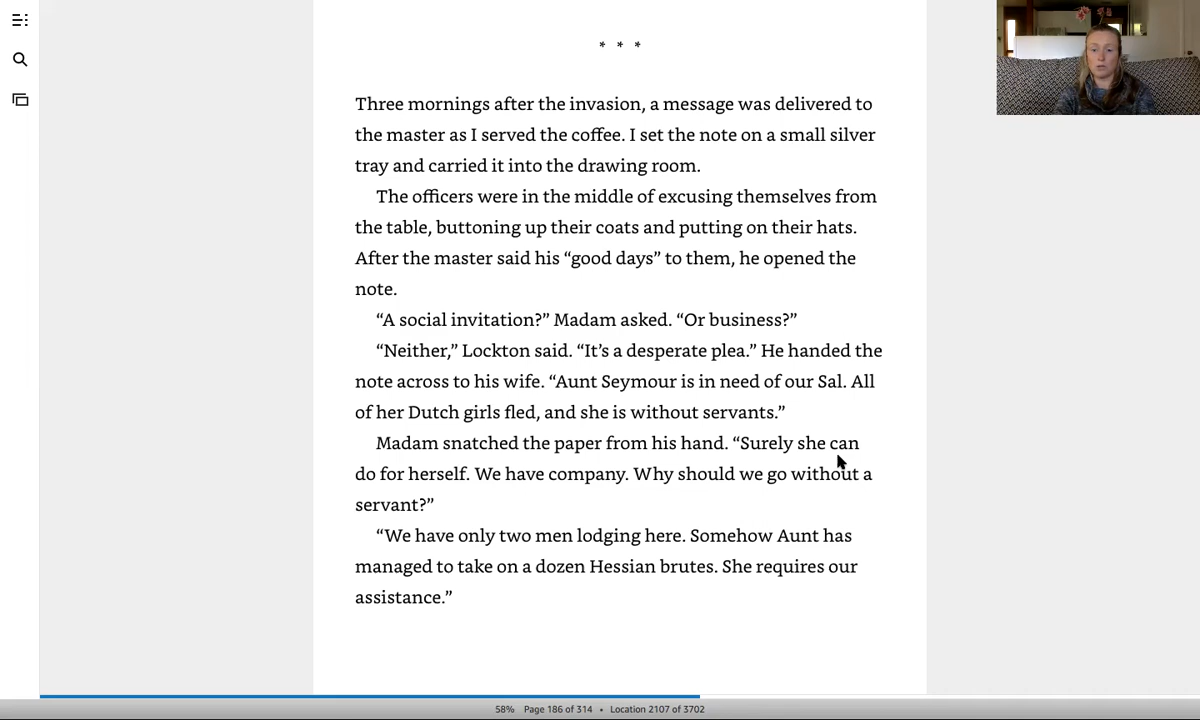 * * *
Three mornings after the invasion, a message was delivered to
the master as I served the coffee. I set the note on a small silver
tray and carried it into the drawing room.
The officers were in the middle of excusing themselves from
the table, buttoning up their coats and putting on their hats.
After the master said his “good days” to them, he opened the
note.
“A social invitation?” Madam asked. “Or business?”
“Neither,” Lockton said. “It’s a desperate plea.” He handed the
note across to his wife. “Aunt Seymour is in need of our Sal. All
of her Dutch girls fled, and she is without servants.”
Madam snatched the paper from his hand. “Surely she can
do for herself. We have company. Why should we go without a
servant?”
“We have only two men lodging here. Somehow Aunt has
managed to take on a dozen Hessian brutes. She requires our
assistance.”
58% Page 186 of 314 • Location 2107 of 3702